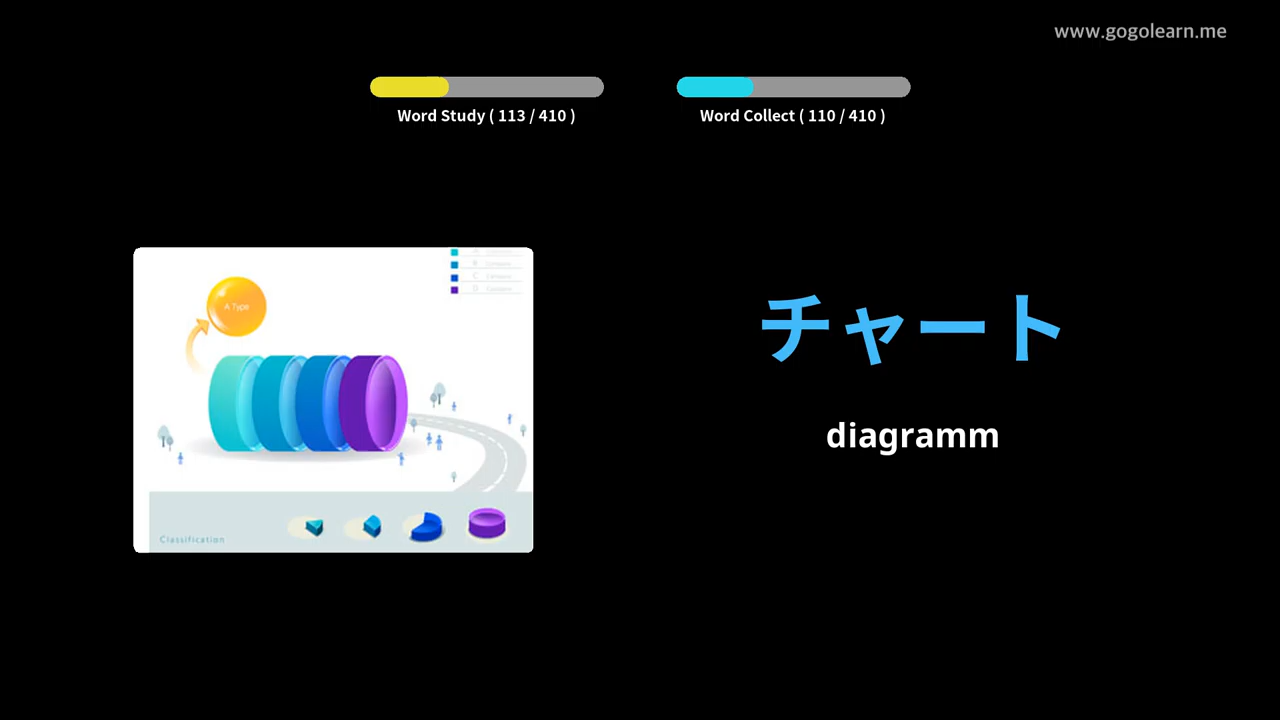 www.gogolearn.me
Word Study ( 113 / 410 )
Word Collect ( 110 / 410 )
A Type
B
C
D
チャート
diagramm
Classification